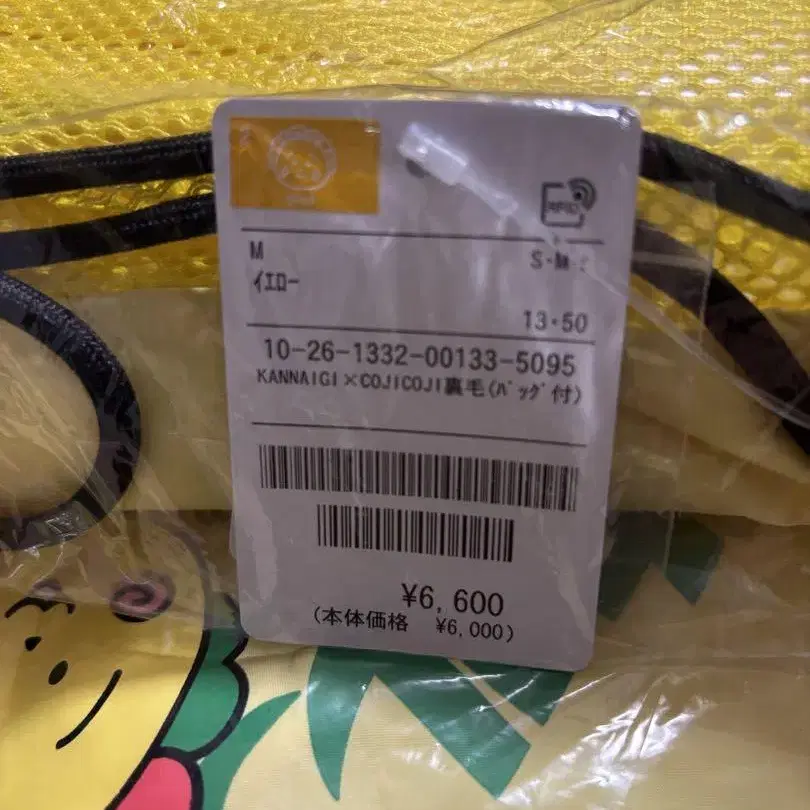 RFID
M
S-M
イエロー
13・50
10-26-1332-00133-5095
KANNAIGI×COJICOJI裏毛(バッグ付)
¥6,600
(本体価格 ¥6,000)